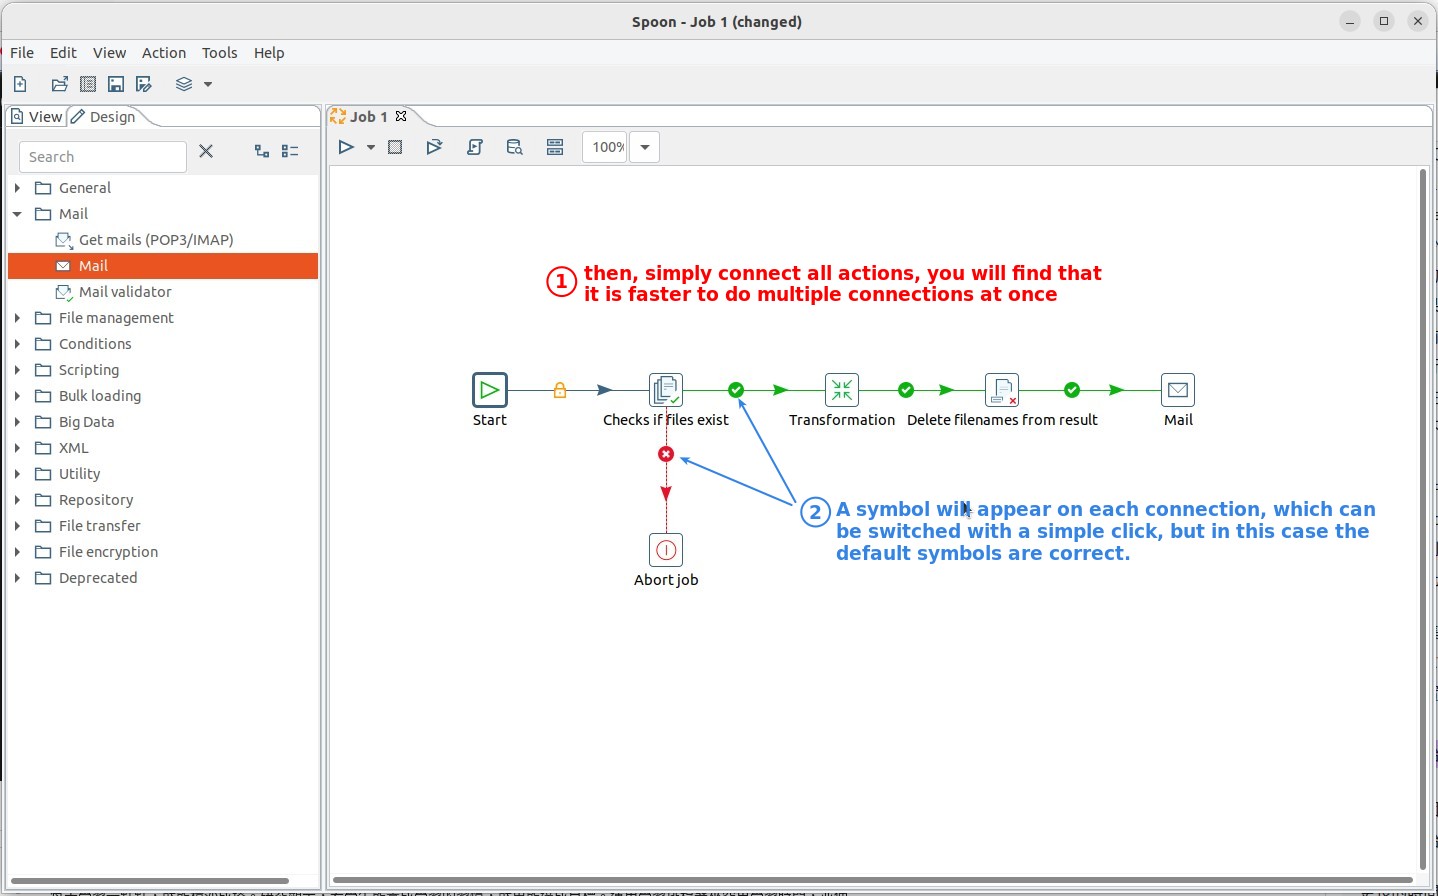 Spoon - Job 1 (changed)
File Edit View Action Tools Help
View Design
Job 1
Search
100%
General
Mail
Get mails (POP3/IMAP)
Mail
Mail validator
File management
Conditions
Scripting
Bulk loading
Big Data
XML
Utility
Repository
File transfer
File encryption
Deprecated
1 then, simply connect all actions, you will find that
it is faster to do multiple connections at once
Start
Checks if files exist
Transformation
Delete filenames from result
Mail
Abort job
2 A symbol will appear on each connection, which can
be switched with a simple click, but in this case the
default symbols are correct.